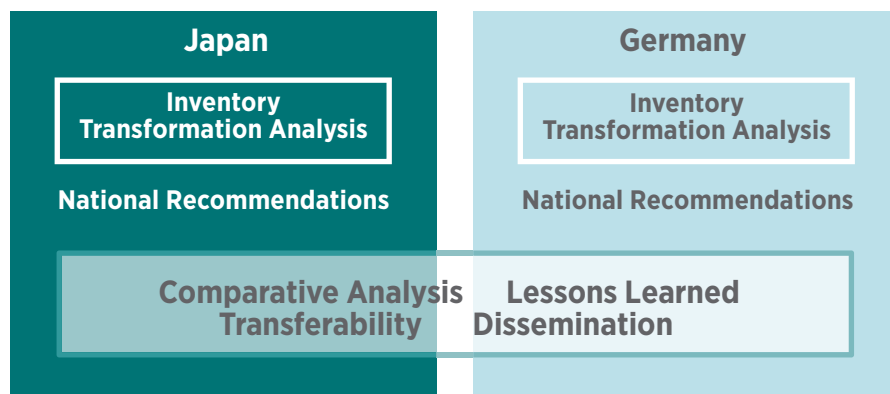 Japan
Inventory
Transformation Analysis
National Recommendations
Germany
Inventory
Transformation Analysis
National Recommendations
Comparative Analysis Lessons Learned
Transferability Dissemination